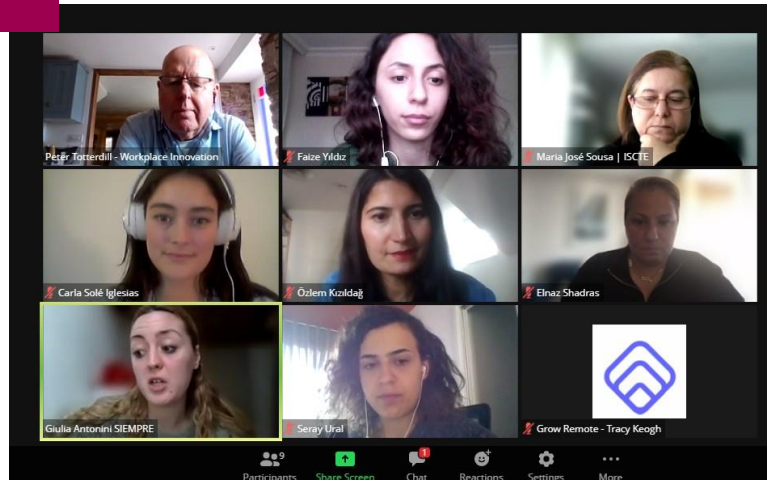 Peter Totterdill - Workplace Innovation
Faize Yıldız
Maria José Sousa | ISCTE
Carla Solé Iglesias
Özlem Kızıldağ
Elnaz Shadras
Giulia Antonini SIEMPRE
Seray Ural
Grow Remote - Tracy Keogh
9
1
Participants
Share Screen
Chat
Reactions
Settings
More